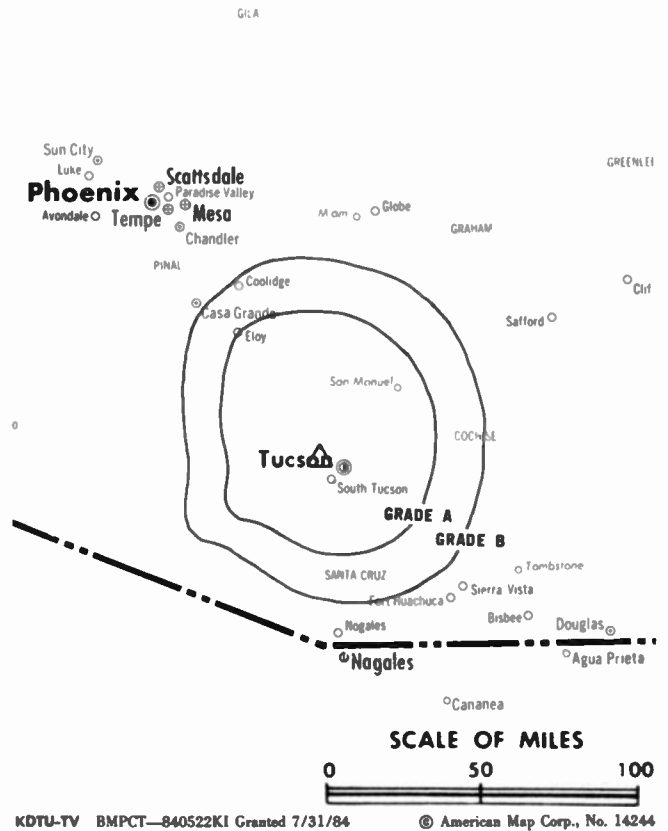 GILA
Sun City
GREENLEE
Luke
Scattsdale
Phoenix
Paradise Valley
Avondale
Tempe
Mesa
Miam
Globe
GRAHAM
Chandler
PINAL
Coolidge
Clif
Casa Grande
Safford
Eloy
San Manuel
COCHISE
Tucson
South Tucson
GRADE A
GRADE B
SANTA CRUZ
Tombstone
Sierra Vista
Fort Huachuca
Bisbee
Nogales
Douglas
Nagales
Agua Prieta
Cananea
SCALE OF MILES
0 50 100
KDTU-TV BMPCT—840522KI Granted 7/31/84 © American Map Corp., No. 14244